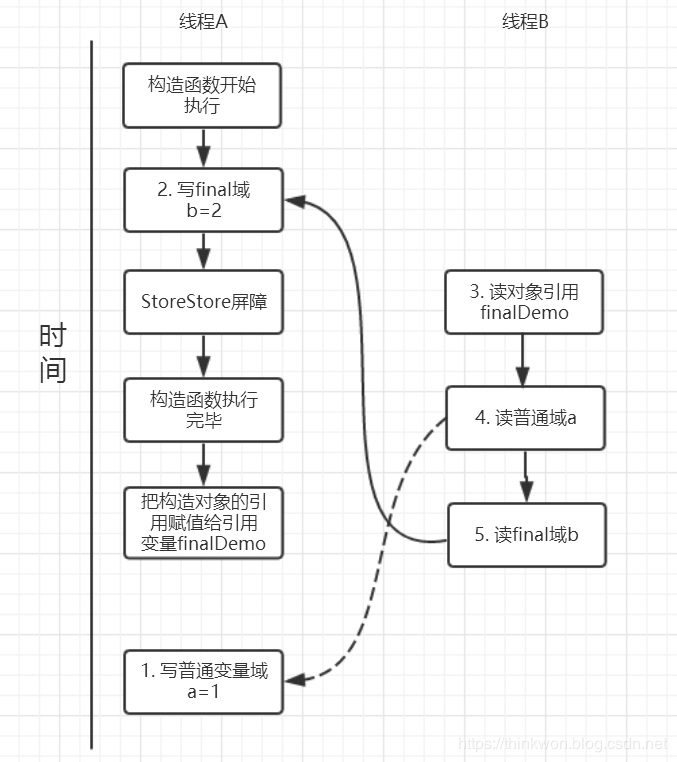 线程A
线程B
构造函数开始
执行
2. 写final域
b=2
StoreStore屏障
3. 读对象引用
finalDemo
时
间
构造函数执行
完毕
4. 读普通域a
把构造对象的引
用赋值给引用
变量finalDemo
5. 读final域b
1. 写普通变量域
a=1
https://thinkwon.blog.csdn.net